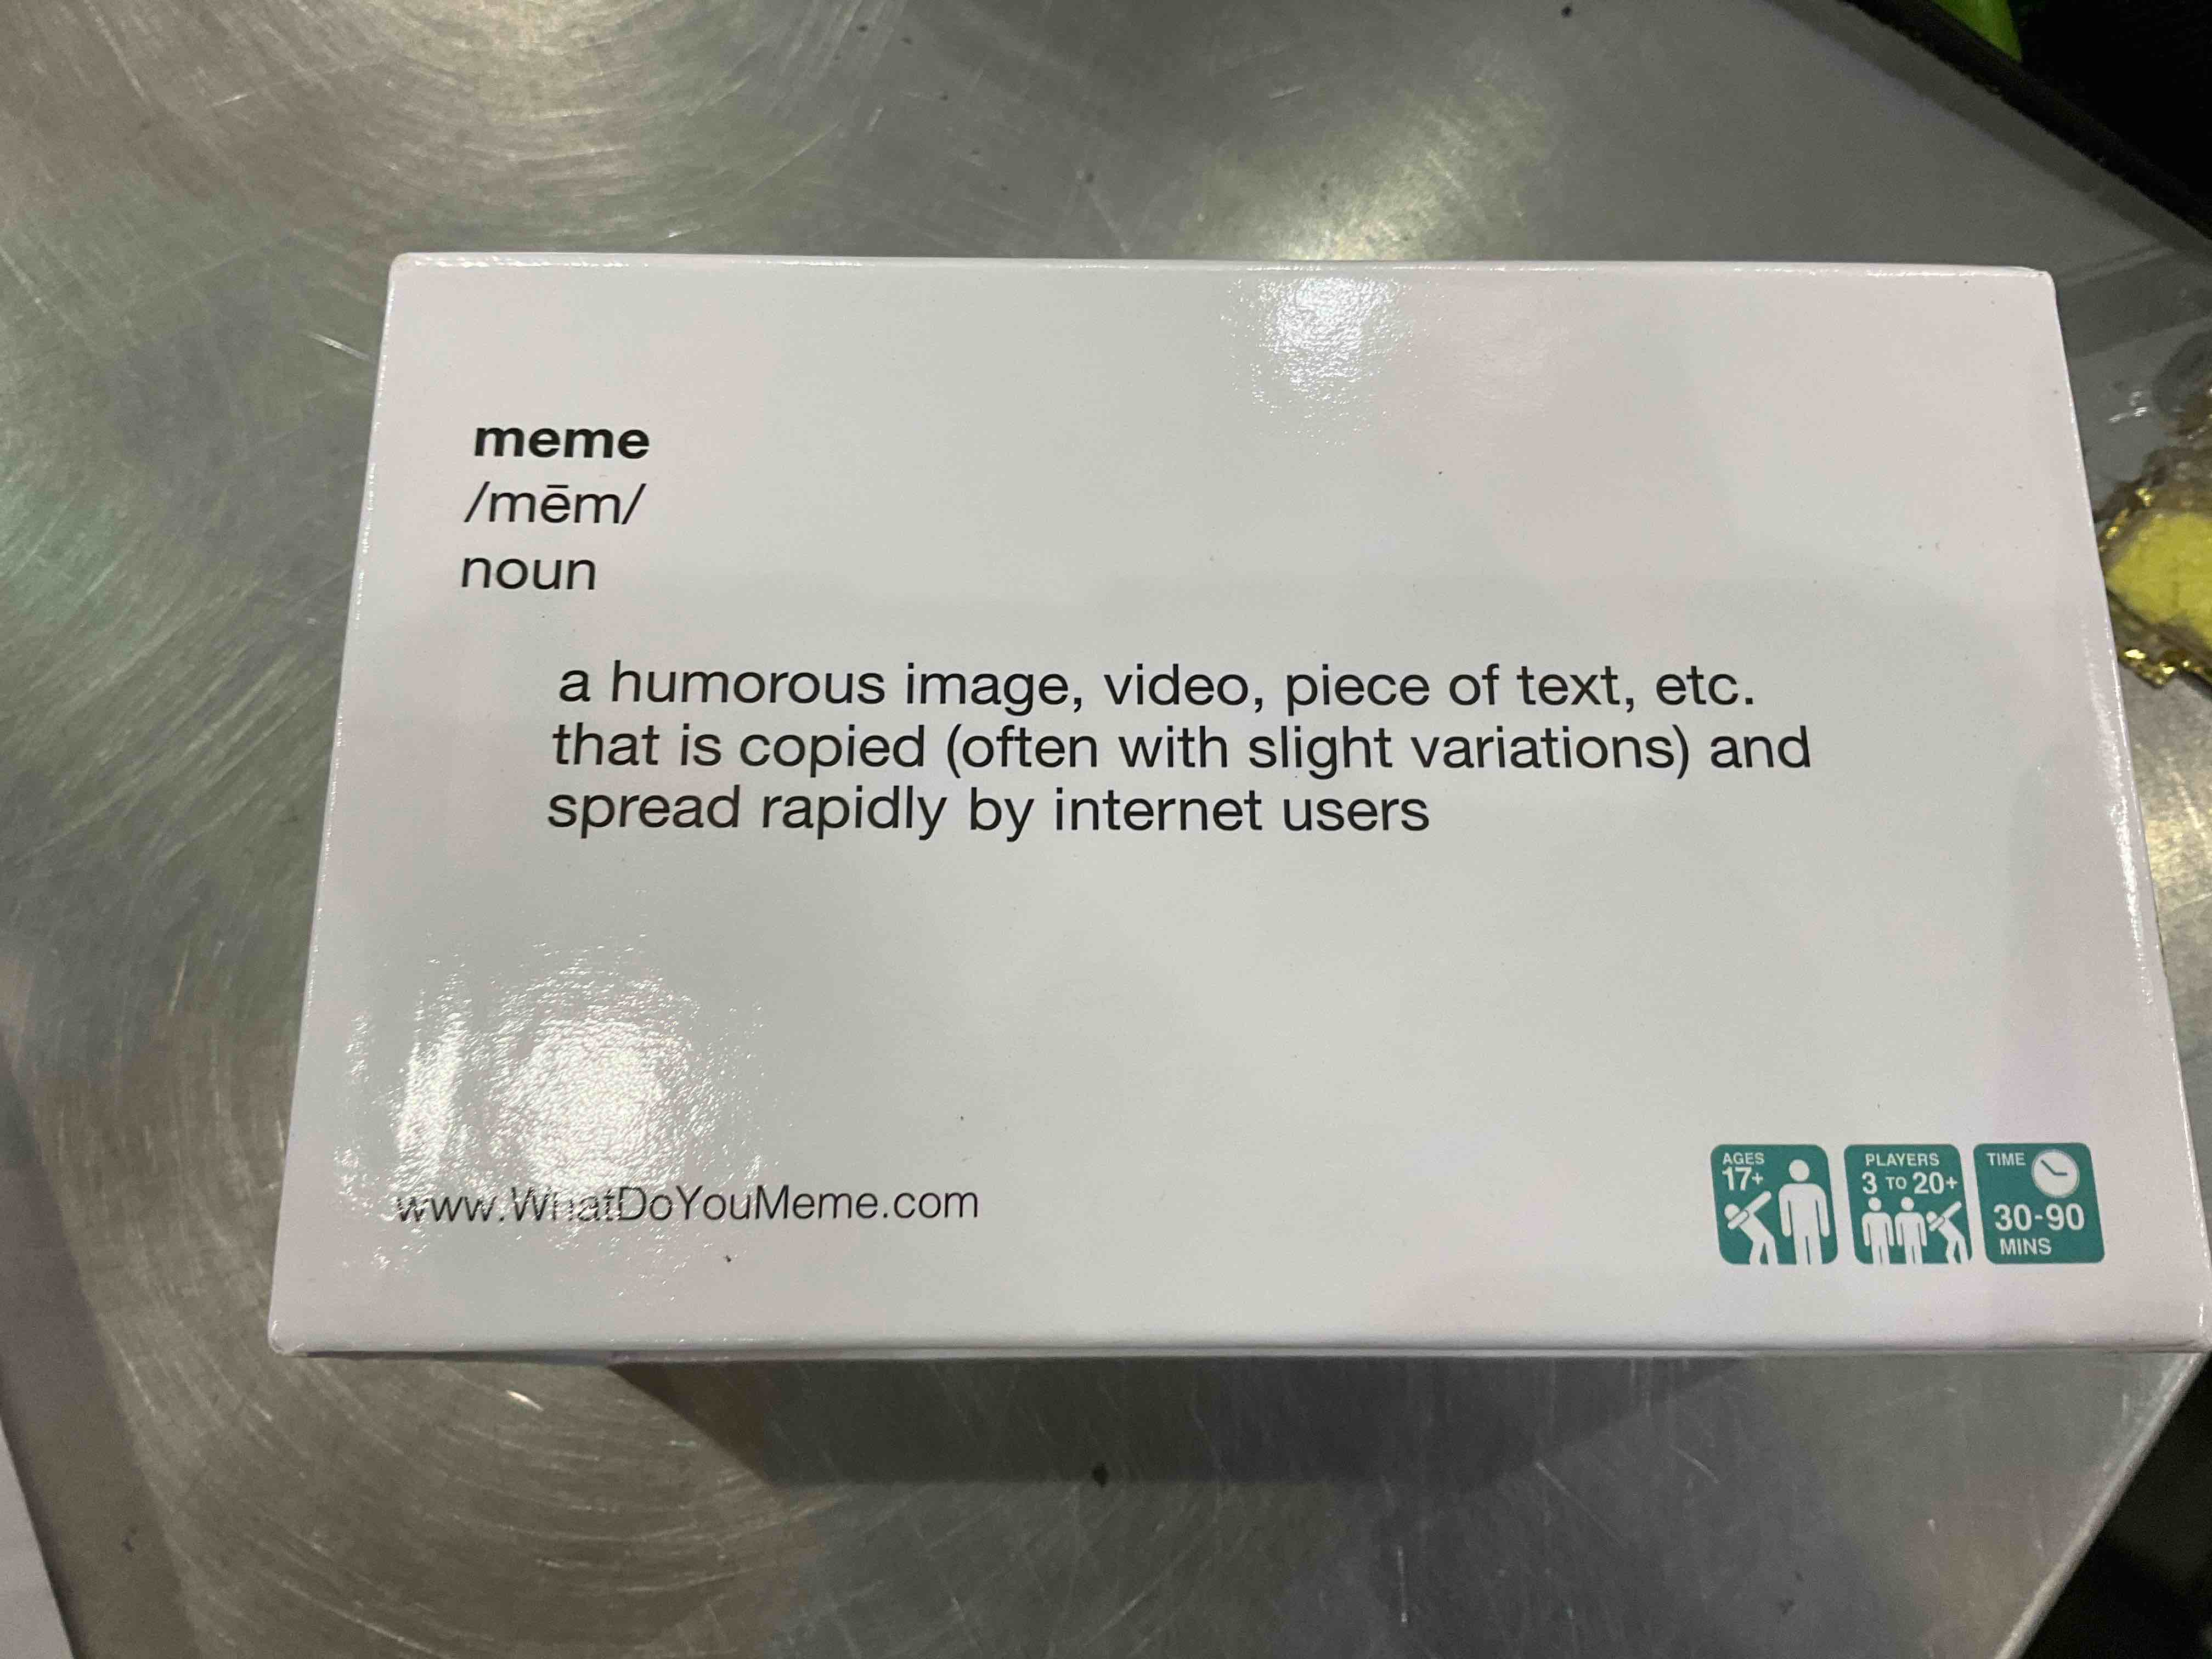 meme
/mēm/
noun
a humorous image, video, piece of text, etc.
that is copied (often with slight variations) and
spread rapidly by internet users
www.WhatDoYouMeme.com
AGES
17+
PLAYERS
3 TO 20+
TIME
30-90
MINS